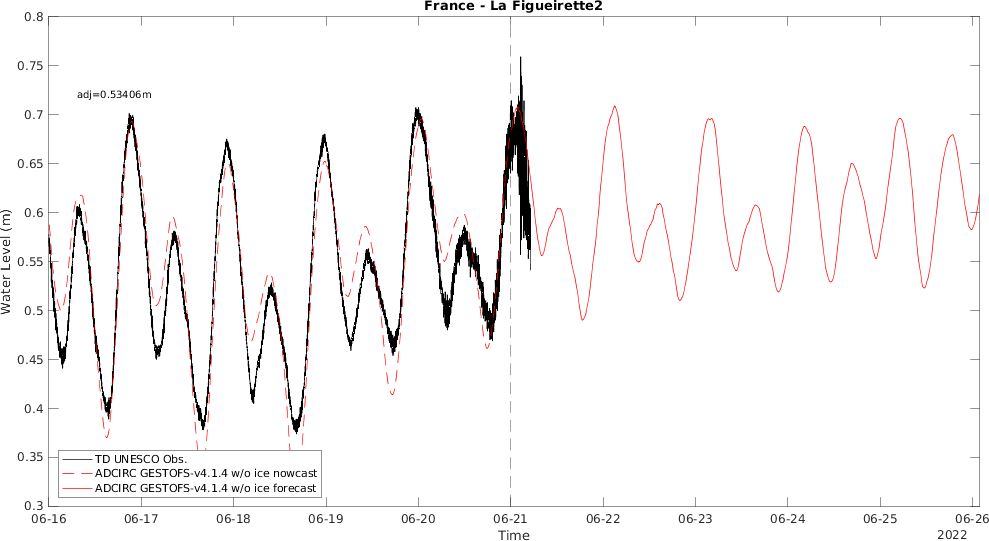 France - La Figueirette2
0.8
0.75
0.7
0.65
0.6
0.55
0.5
0.45
0.4
0.35
0.3
Water Level (m)
adj=0.53406m
TD UNESCO Obs.
ADCIRC GESTOFS-v4.1.4 w/o ice nowcast
ADCIRC GESTOFS-v4.1.4 w/o ice forecast
06-16 06-17 06-18 06-19 06-20 06-21 06-22 06-23 06-24 06-25 06-26
Time
2022